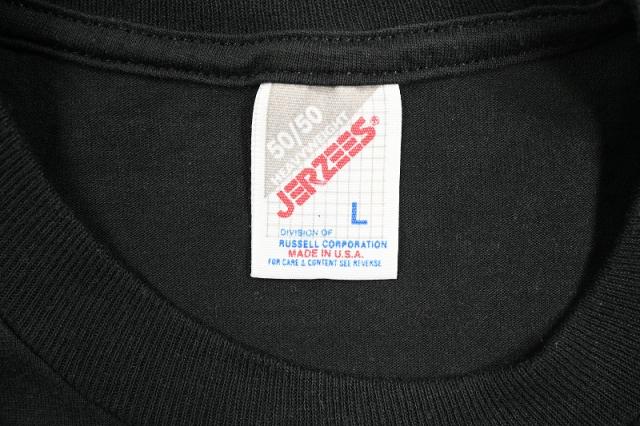 50/50
HEAVYWEIGHT
JERZEES®
L
DIVISION OF
RUSSELL CORPORATION
MADE IN U.S.A.
FOR CARE & CONTENT SEE REVERSE